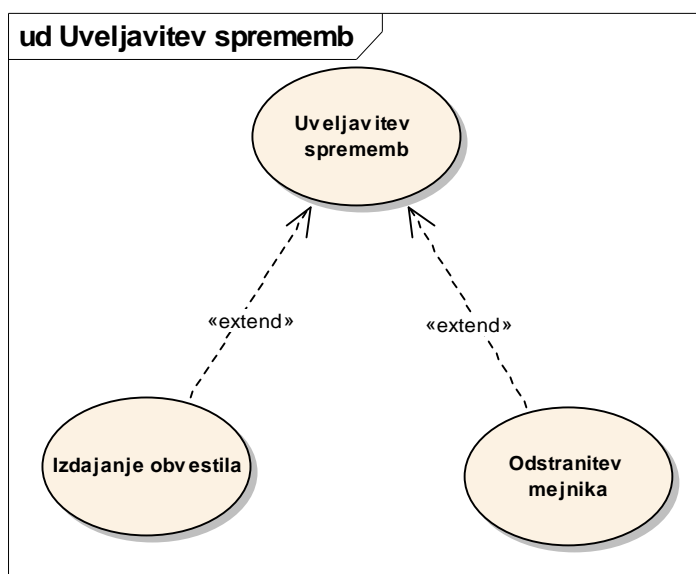 ud Uveljavitev sprememb
Uveljavitev
sprememb
«extend»
«extend»
Izdajanje obvestila
Odstranitev
mejnika